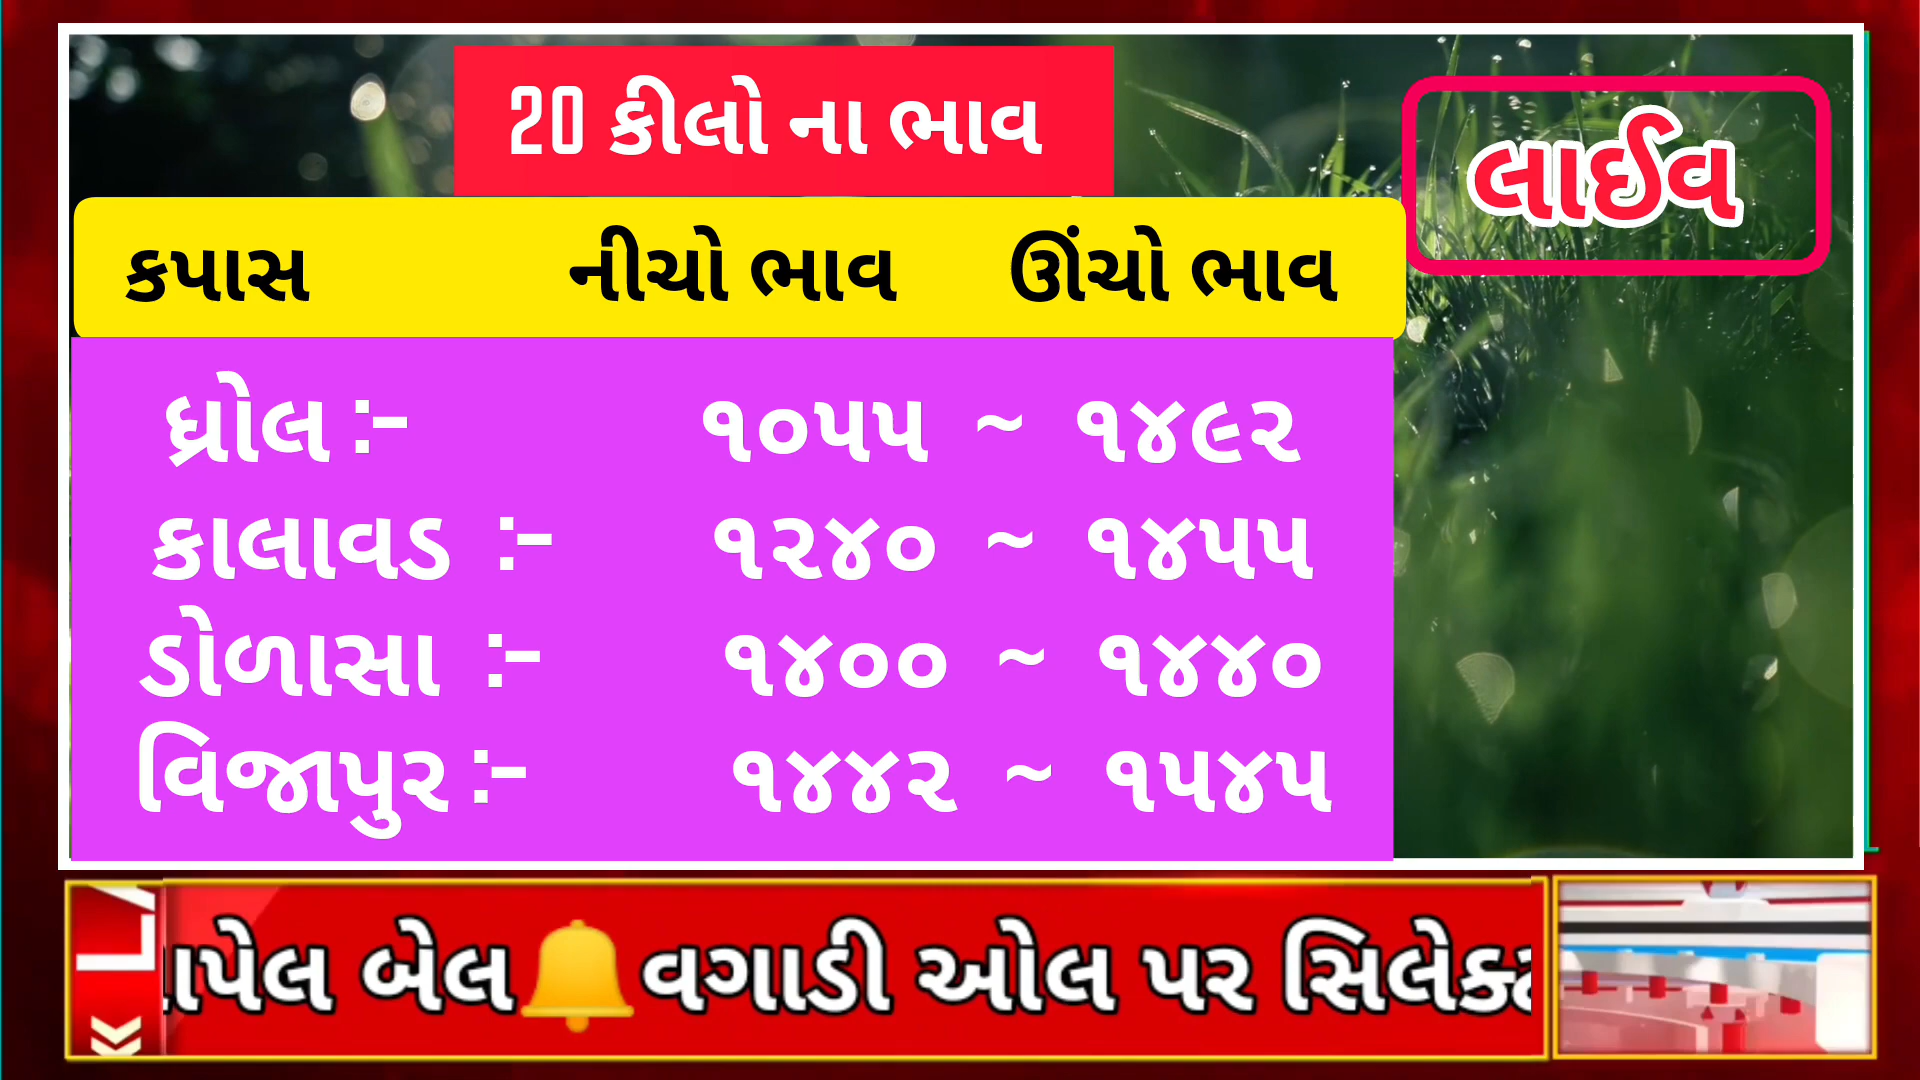 20 કીલો ના ભાવ
લાઈવ
કપાસ નીચો ભાવ ઊંચો ભાવ
ધ્રોલ :- ૧૦૫૫ ~ ૧૪૯૨
કાલાવડ :- ૧૨૪૦ ~ ૧૪૫૫
ડોળાસા :- ૧૪૦૦ ~ ૧૪૪૦
વિજાપુર :- ૧૪૪૨ ~ ૧૫૪૫
બેલ🔔વગાડી ઓલ પર